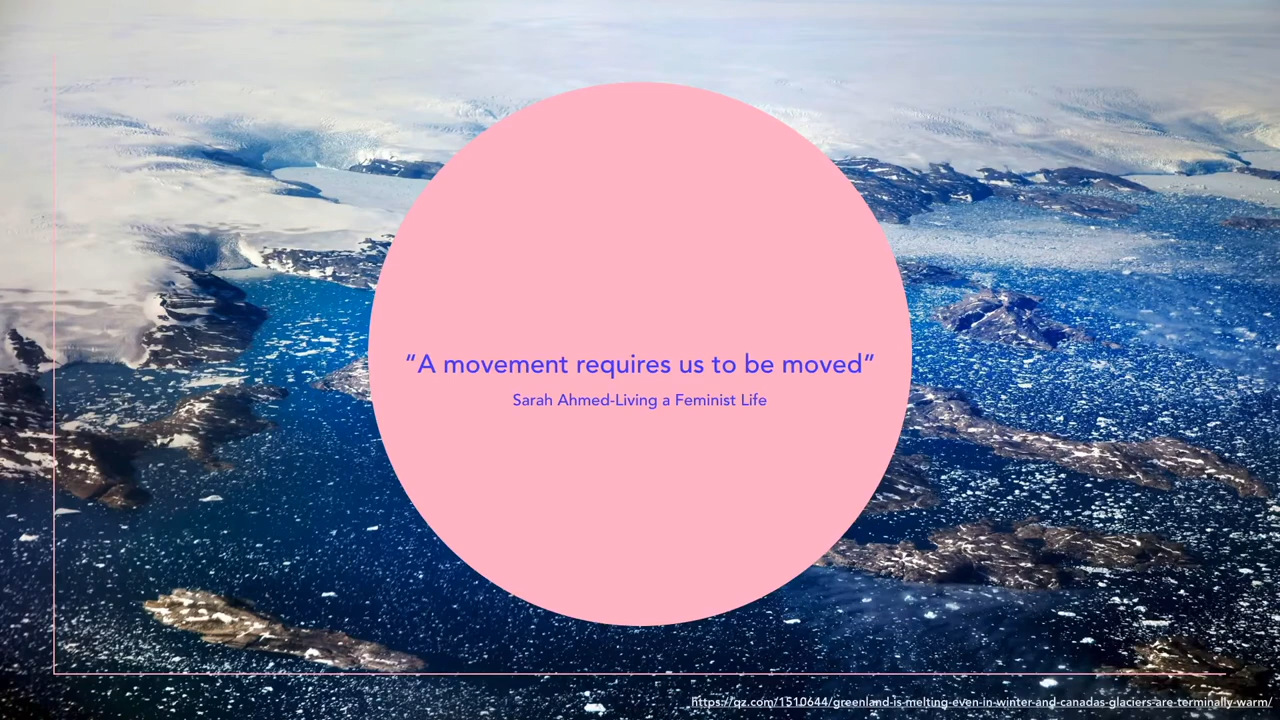 “A movement requires us to be moved”
Sarah Ahmed-Living a Feminist Life
https://qz.com/1510644/greenland-is-melting-even-in-winter-and-canadas-glaciers-are-terminally-warm/